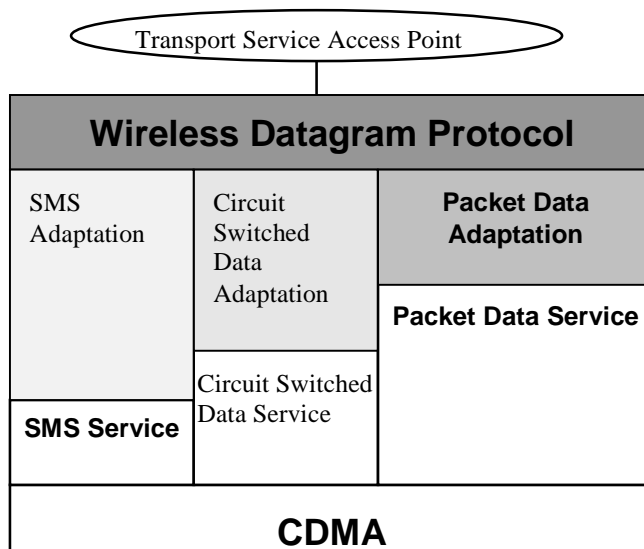 Transport Service Access Point
Wireless Datagram Protocol
SMS
Adaptation
Circuit
Switched
Data
Adaptation
Packet Data
Adaptation
Packet Data Service
Circuit Switched
Data Service
SMS Service
CDMA